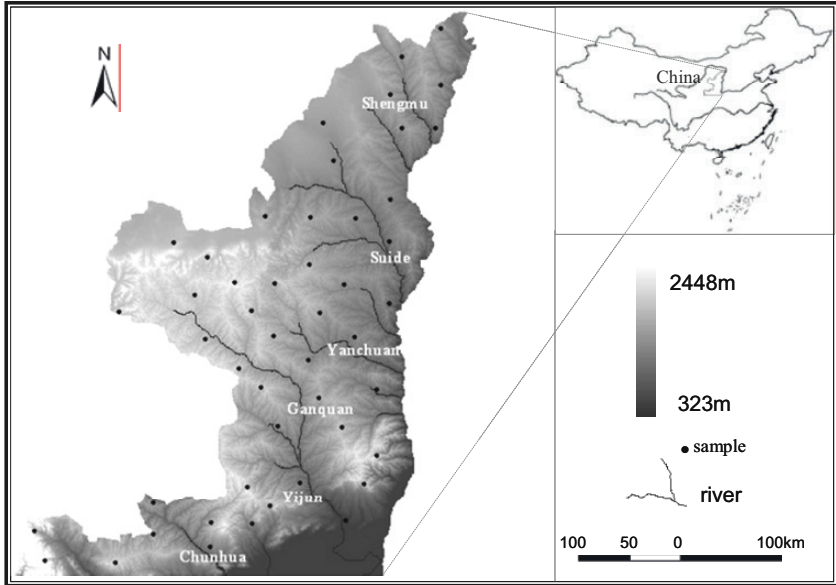 N
Shengmu
China
Suide
2448m
Yanchuan
323m
Ganquan
sample
Yijun
river
Chunhua
100 50 0 100km